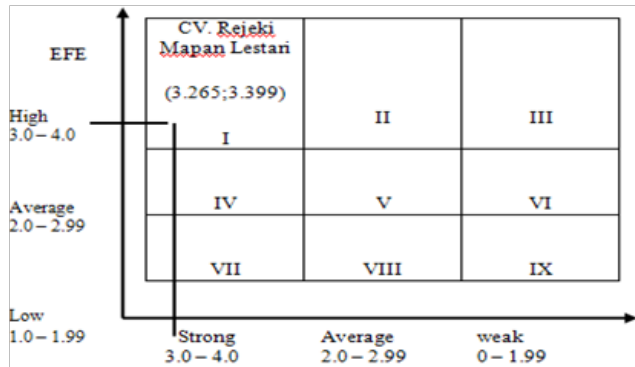 EFE
CV. Rejeki
Mapan Lestari
(3.265;3.399)
High
3.0 – 4.0
I
II
III
Average
2.0 – 2.99
IV
V
VI
VII
VIII
IX
Low
1.0 – 1.99
Strong
3.0 – 4.0
Average
2.0 – 2.99
weak
0 – 1.99